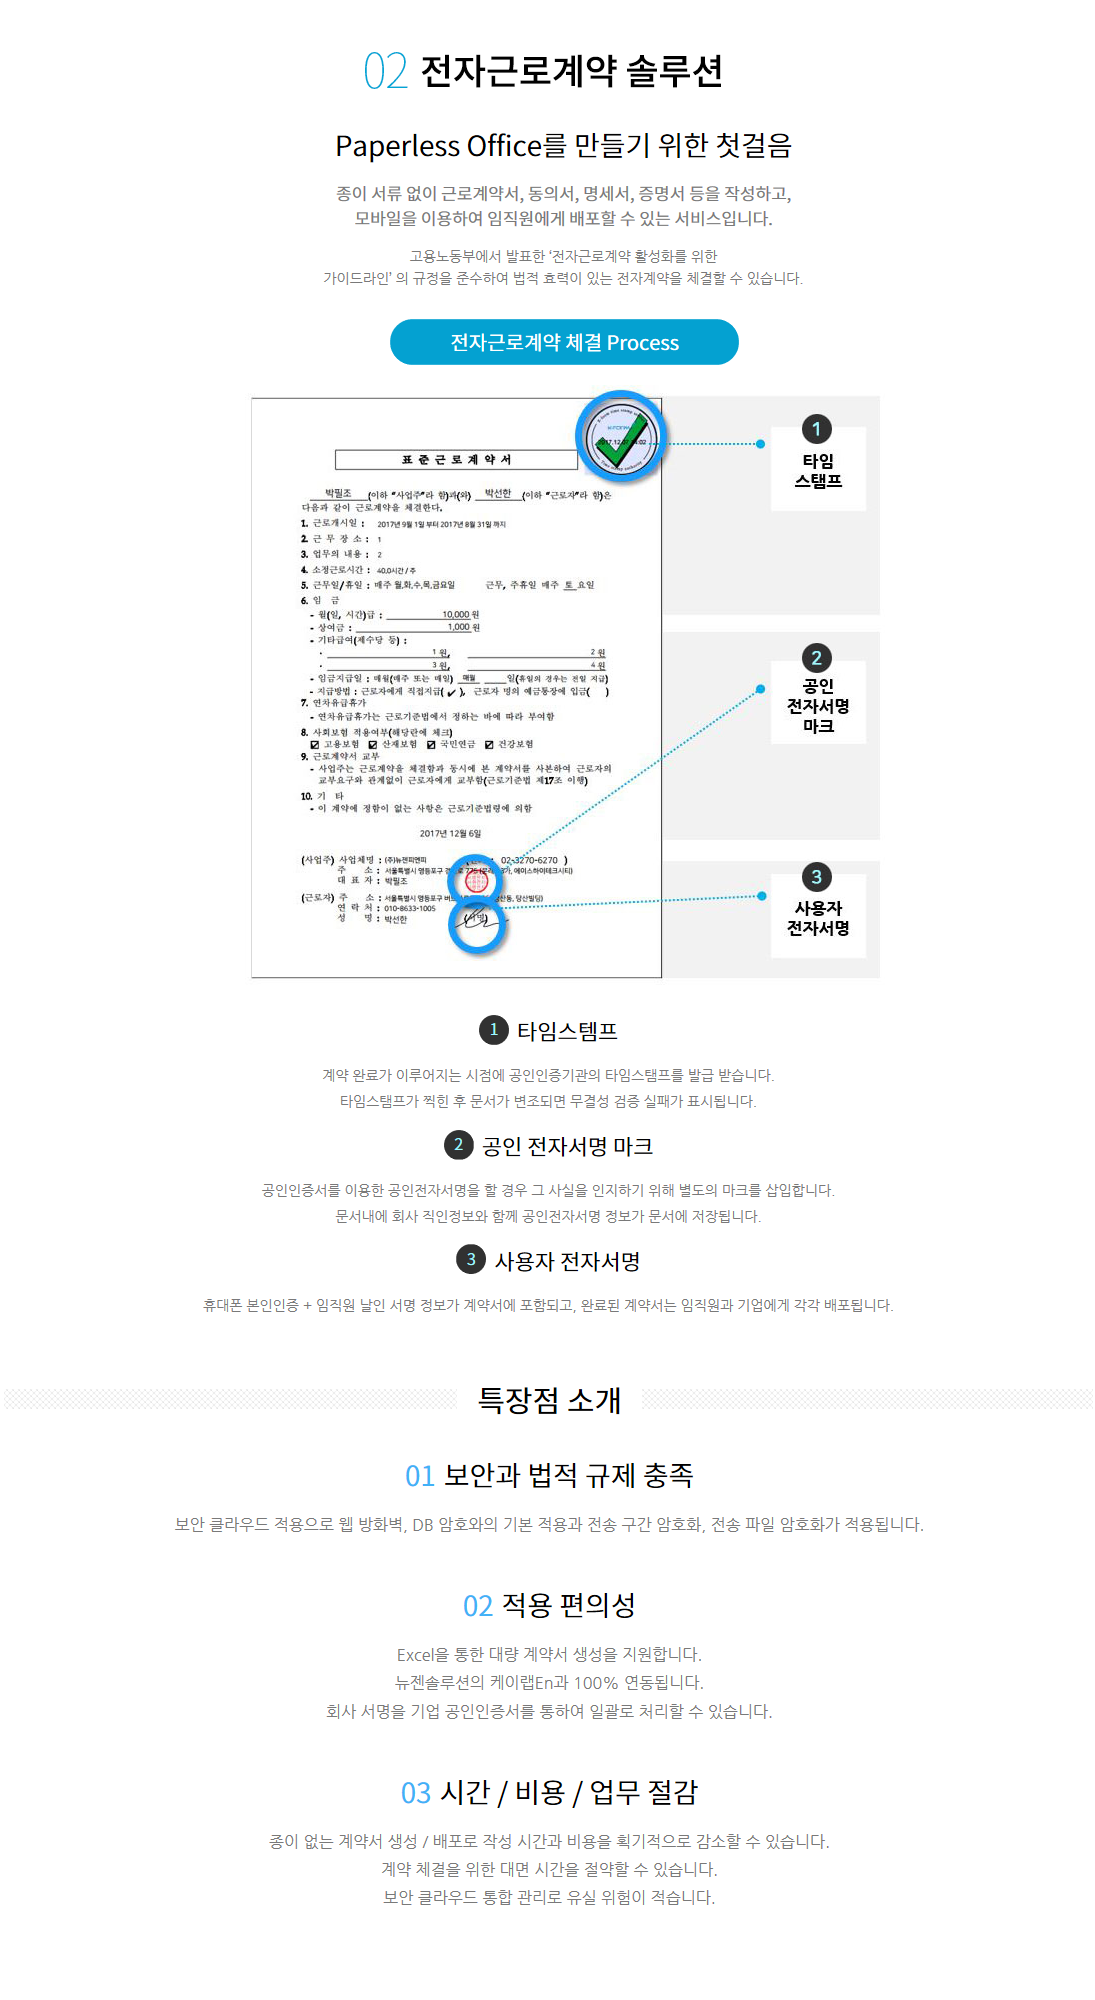 02 전자근로계약 솔루션
Paperless Office를 만들기 위한 첫걸음
종이 서류 없이 근로계약서, 동의서, 명세서, 증명서 등을 작성하고,
모바일을 이용하여 임직원에게 배포할 수 있는 서비스입니다.
고용노동부에서 발표한 ‘전자근로계약 활성화를 위한
가이드라인’ 의 규정을 준수하여 법적 효력이 있는 전자계약을 체결할 수 있습니다.
전자근로계약 체결 Process
표 준 근 로 계 약 서
박필조 (이하 “사업주”라 함)과(와) 박선한 (이하 “근로자”라 함)은
다음과 같이 근로계약을 체결한다.
1. 근로개시일 : 2017년 9월 1일 부터 2017년 8월 31일 까지
2. 근 무 장 소 : 1
3. 업무의 내용 : 2
4. 소정근로시간 : 40.0시간 / 주
5. 근무일/휴일 : 매주 월,화,수,목,금요일 근무, 주휴일 매주 토 요일
6. 임 금
- 월(일, 시간)급 : 10,000 원
- 상여금 : 1,000 원
- 기타급여(제수당 등) :
· 1 원, 2 원
· 3 원, 4 원
- 임금지급일 : 매월(매주 또는 매일) 매월 일(휴일의 경우는 전일 지급)
- 지급방법 : 근로자에게 직접지급( ✔ ), 근로자 명의 예금통장에 입금( )
7. 연차유급휴가
- 연차유급휴가는 근로기준법에서 정하는 바에 따라 부여함
8. 사회보험 적용여부(해당란에 체크)
☑ 고용보험 ☑ 산재보험 ☑ 국민연금 ☑ 건강보험
9. 근로계약서 교부
- 사업주는 근로계약을 체결함과 동시에 본 계약서를 사본하여 근로자의
교부요구와 관계없이 근로자에게 교부함(근로기준법 제17조 이행)
10. 기 타
- 이 계약에 정함이 없는 사항은 근로기준법령에 의함
2017년 12월 6일
(사업주) 사업체명 : (주)뉴젠피앤피 02-3270-6270 )
주 소 : 서울특별시 영등포구 775 3가, 에이스하이테크시티)
대 표 자 : 박필조
(근로자) 주 소 : 서울특별시 영등포구 당산빌딩)
연 락 처 : 010-8633-1005
성 명 : 박선한 (서명)
1
타임
스탬프
2
공인
전자서명
마크
3
사용자
전자서명
1 타임스템프
계약 완료가 이루어지는 시점에 공인인증기관의 타임스탬프를 발급 받습니다.
타임스탬프가 찍힌 후 문서가 변조되면 무결성 검증 실패가 표시됩니다.
2 공인 전자서명 마크
공인인증서를 이용한 공인전자서명을 할 경우 그 사실을 인지하기 위해 별도의 마크를 삽입합니다.
문서내에 회사 직인정보와 함께 공인전자서명 정보가 문서에 저장됩니다.
3 사용자 전자서명
휴대폰 본인인증 + 임직원 날인 서명 정보가 계약서에 포함되고, 완료된 계약서는 임직원과 기업에게 각각 배포됩니다.
특장점 소개
01 보안과 법적 규제 충족
보안 클라우드 적용으로 웹 방화벽, DB 암호와의 기본 적용과 전송 구간 암호화, 전송 파일 암호화가 적용됩니다.
02 적용 편의성
Excel을 통한 대량 계약서 생성을 지원합니다.
뉴젠솔루션의 케이랩En과 100% 연동됩니다.
회사 서명을 기업 공인인증서를 통하여 일괄로 처리할 수 있습니다.
03 시간 / 비용 / 업무 절감
종이 없는 계약서 생성 / 배포로 작성 시간과 비용을 획기적으로 감소할 수 있습니다.
계약 체결을 위한 대면 시간을 절약할 수 있습니다.
보안 클라우드 통합 관리로 유실 위험이 적습니다.